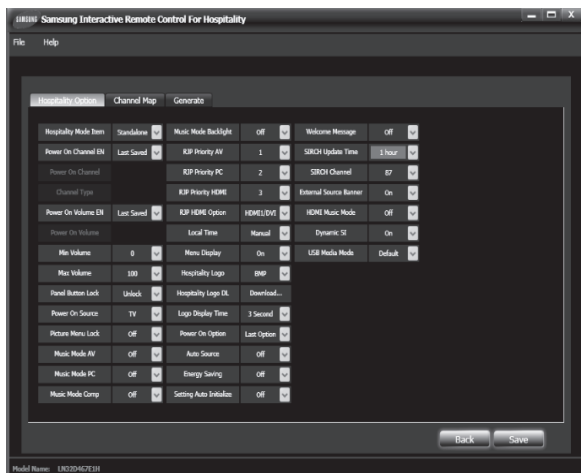 SAMSUNG Samsung Interactive Remote Control For Hospitality
File Help
Hospitality Option Channel Map Generate
Hospitality Mode Item Standalone Music Mode Backlight Off Welcome Message Off
Power On Channel EN Last Saved RJP Priority AV 1 SIRCH Update Time 1 hour
Power On Channel RJP Priority PC 2 SIRCH Channel 87
Channel Type RJP Priority HDMI 3 External Source Banner On
Power On Volume EN Last Saved RJP HDMI Option HDMI1/DVI HDMI Music Mode Off
Power On Volume Local Time Manual Dynamic SI On
Min Volume 0 Menu Display On USB Media Mode Default
Max Volume 100 Hospitality Logo BMP
Panel Button Lock Unlock Hospitality Logo DL Download...
Power On Source TV Logo Display Time 3 Second
Picture Menu Lock Off Power On Option Last Option
Music Mode AV Off Auto Source Off
Music Mode PC Off Energy Saving Off
Music Mode Comp Off Setting Auto Initialize Off
Back Save
Model Name: LN32D467E1H